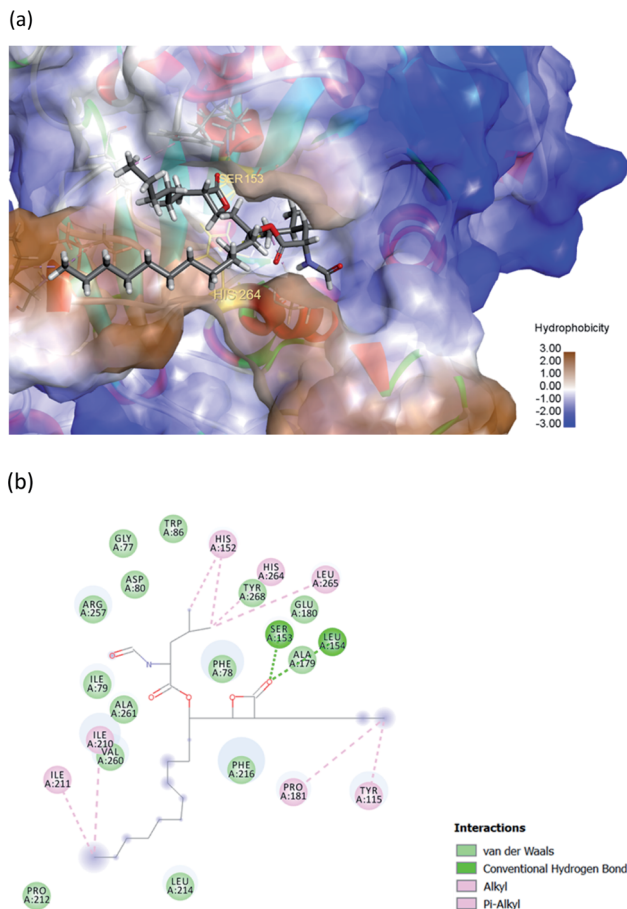 (a)
SER153
HIS 264
Hydrophobicity
3.00
2.00
1.00
0.00
-1.00
-2.00
-3.00
(b)
TRP
A:86
GLY
A:77
HIS
A:152
HIS
A:264
LEU
A:265
ASP
A:80
TYR
A:268
ARG
A:257
GLU
A:180
SER
A:153
LEU
A:154
PHE
A:78
ALA
A:179
N
O
O
O
O
O
ILE
A:79
ALA
A:261
ILE
A:210
VAL
A:260
ILE
A:211
PHE
A:216
PRO
A:181
TYR
A:115
LEU
A:214
PRO
A:212
Interactions
van der Waals
Conventional Hydrogen Bond
Alkyl
Pi-Alkyl